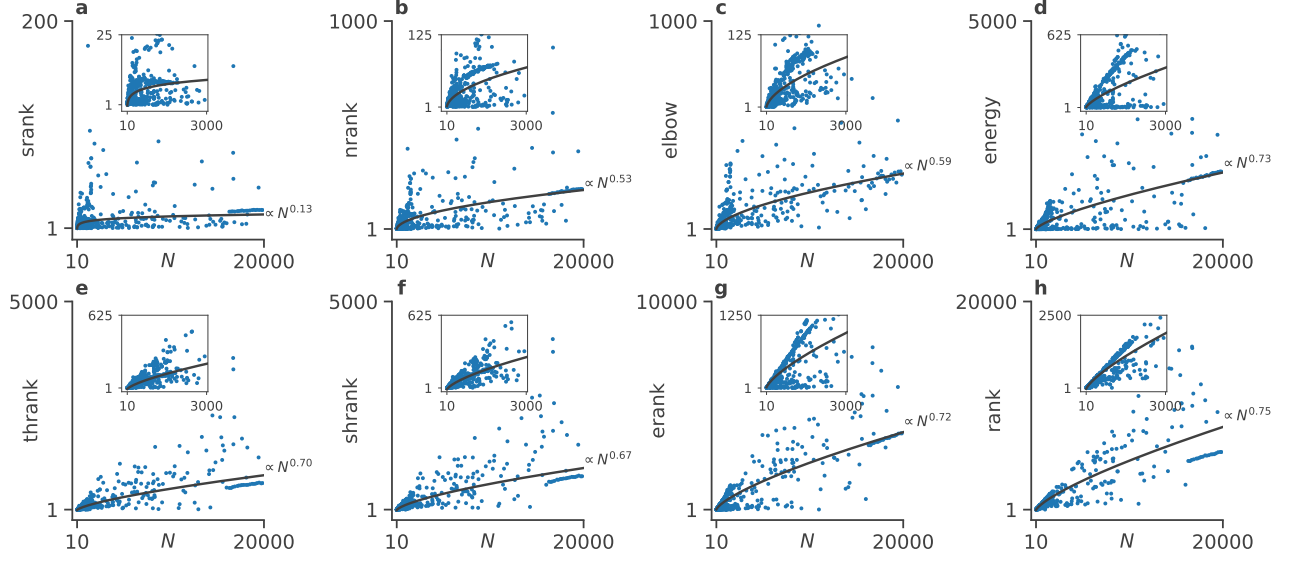 a
200
srank
1
10
N
20000
25
1
10
3000
∝ N^0.13
b
1000
nrank
1
10
N
20000
125
1
10
3000
∝ N^0.53
c
1000
elbow
1
10
N
20000
125
1
10
3000
∝ N^0.59
d
5000
energy
1
10
N
20000
625
1
10
3000
∝ N^0.73
e
5000
thrank
1
10
N
20000
625
1
10
3000
∝ N^0.70
f
5000
shrank
1
10
N
20000
625
1
10
3000
∝ N^0.67
g
10000
erank
1
10
N
20000
1250
1
10
3000
∝ N^0.72
h
20000
rank
1
10
N
20000
2500
1
10
3000
∝ N^0.75